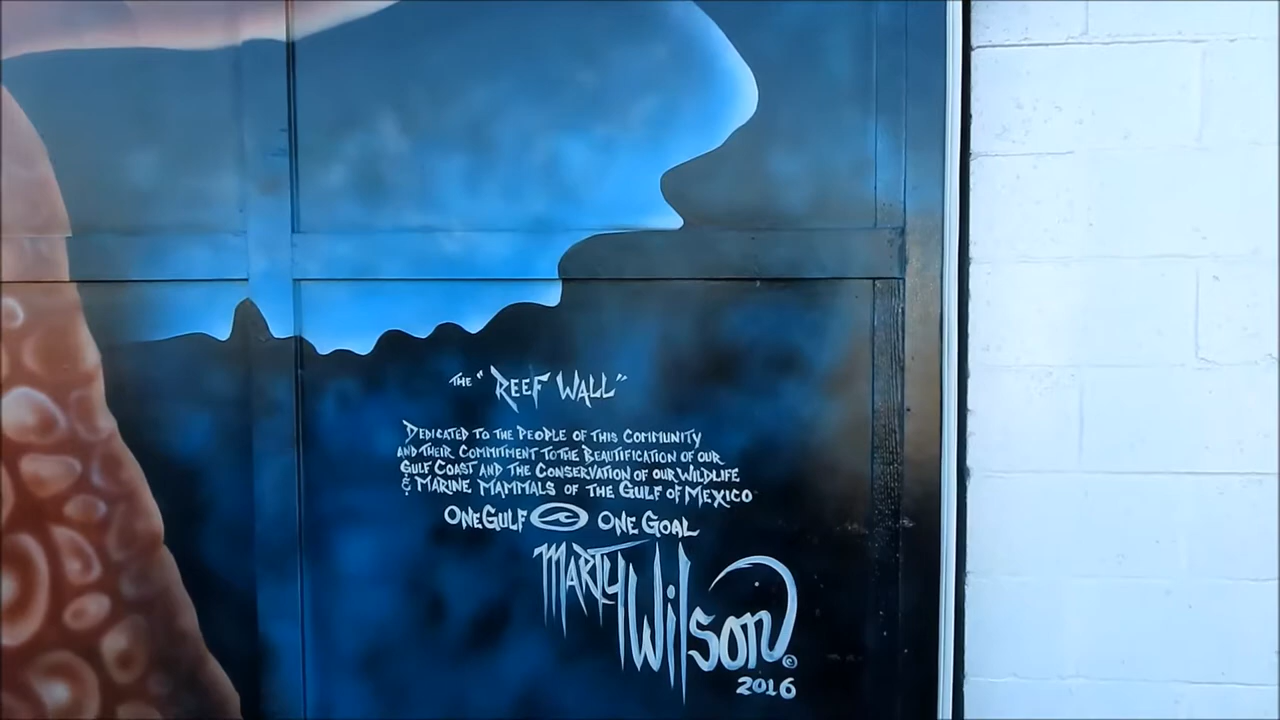 THE "REEF WALL"
DEDICATED TO THE PEOPLE OF THIS COMMUNITY
AND THEIR COMMITMENT TO THE BEAUTIFICATION OF OUR
GULF COAST AND THE CONSERVATION OF OUR WILDLIFE
& MARINE MAMMALS OF THE GULF OF MEXICO
ONE GULF ONE GOAL
MARTY WILSON ©
2016